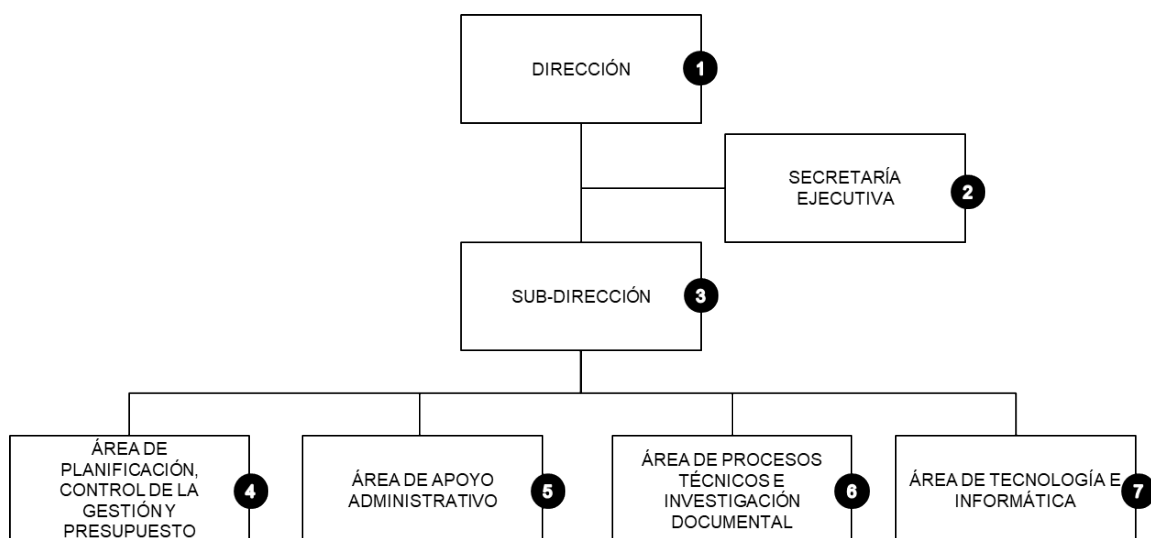 DIRECCIÓN
1
SECRETARÍA
EJECUTIVA
2
SUB-DIRECCIÓN
3
ÁREA DE
PLANIFICACIÓN,
CONTROL DE LA
GESTIÓN Y
PRESUPUESTO
4
ÁREA DE APOYO
ADMINISTRATIVO
5
ÁREA DE PROCESOS
TÉCNICOS E
INVESTIGACIÓN
DOCUMENTAL
6
ÁREA DE TECNOLOGÍA E
INFORMÁTICA
7